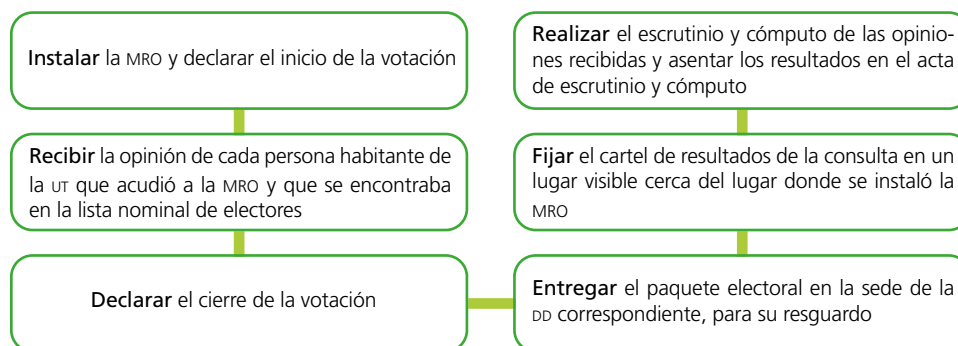 Instalar la MRO y declarar el inicio de la votación
Recibir la opinión de cada persona habitante de
la UT que acudió a la MRO y que se encontraba
en la lista nominal de electores
Declarar el cierre de la votación
Realizar el escrutinio y cómputo de las opinio-
nes recibidas y asentar los resultados en el acta
de escrutinio y cómputo
Fijar el cartel de resultados de la consulta en un
lugar visible cerca del lugar donde se instaló la
MRO
Entregar el paquete electoral en la sede de la
DD correspondiente, para su resguardo